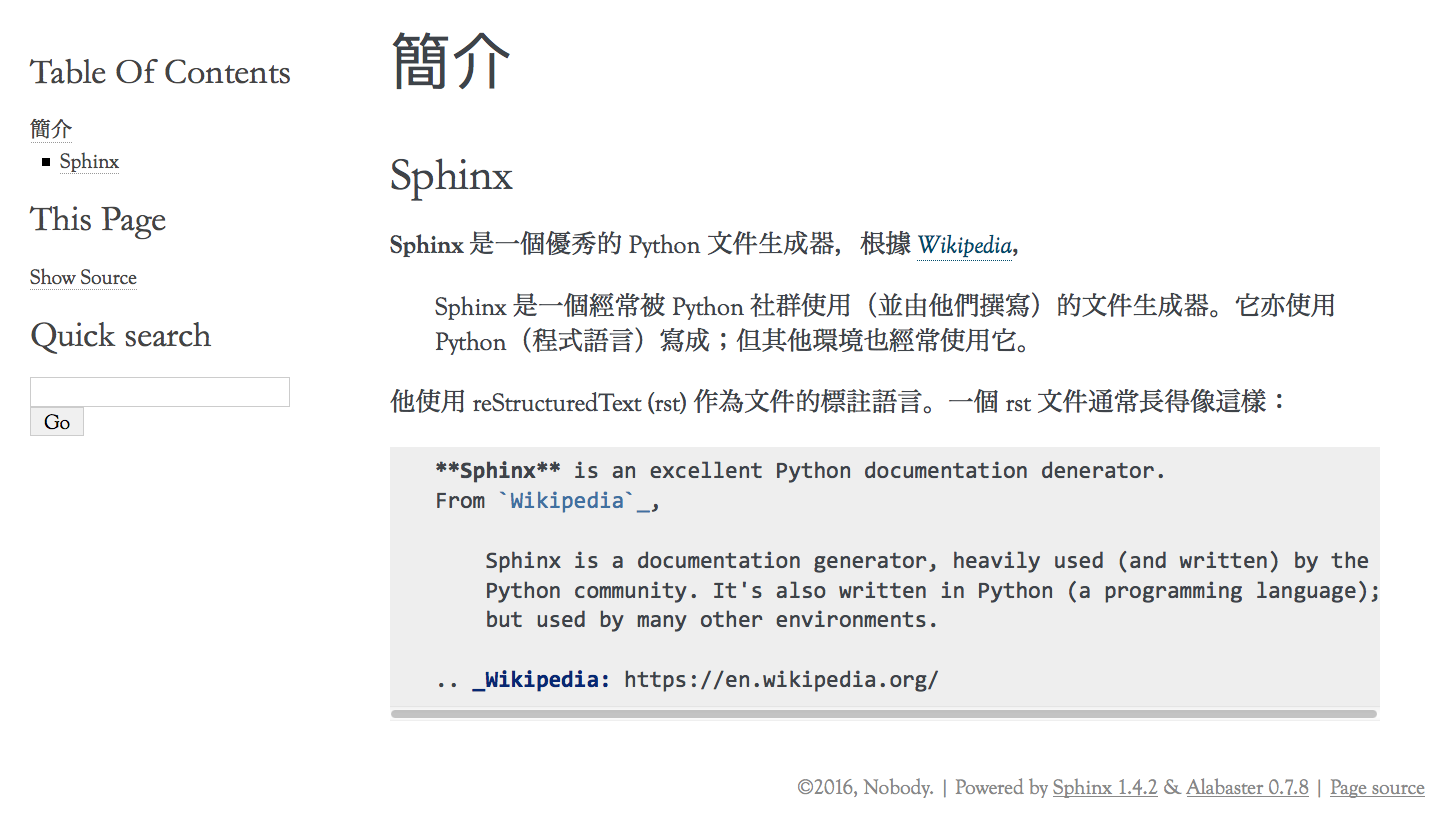 Table Of Contents
簡介
Sphinx
This Page
Show Source
Quick search
Go
簡介
Sphinx
Sphinx 是一個優秀的 Python 文件生成器，根據 Wikipedia,
Sphinx 是一個經常被 Python 社群使用（並由他們撰寫）的文件生成器。它亦使用
Python（程式語言）寫成；但其他環境也經常使用它。
他使用 reStructuredText (rst) 作為文件的標註語言。一個 rst 文件通常長得像這樣：
**Sphinx** is an excellent Python documentation denerator.
From `Wikipedia`_,
Sphinx is a documentation generator, heavily used (and written) by the
Python community. It's also written in Python (a programming language);
but used by many other environments.
.. _Wikipedia: https://en.wikipedia.org/
©2016, Nobody. | Powered by Sphinx 1.4.2 & Alabaster 0.7.8 | Page source